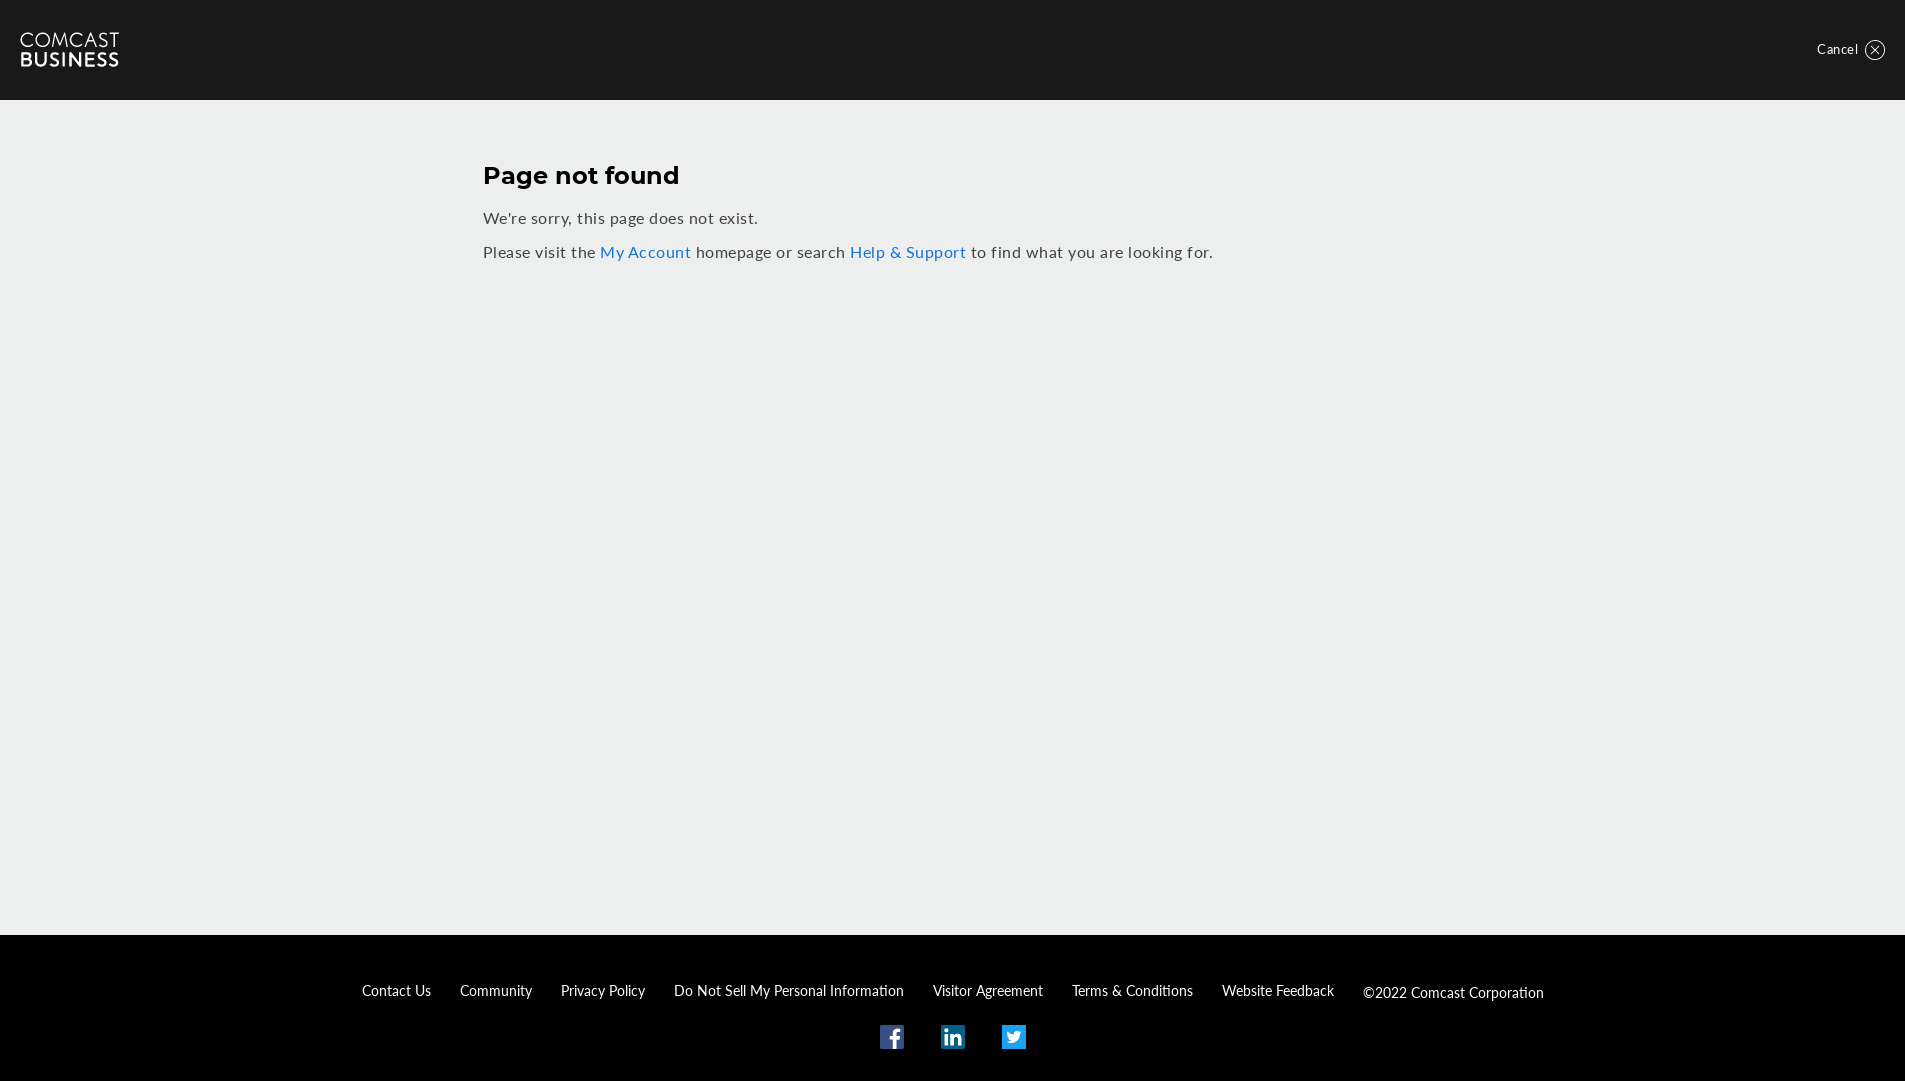 COMCAST
BUSINESS
Cancel
Page not found
We're sorry, this page does not exist.
Please visit the My Account homepage or search Help & Support to find what you are looking for.
Contact Us Community Privacy Policy Do Not Sell My Personal Information Visitor Agreement Terms & Conditions Website Feedback ©2022 Comcast Corporation